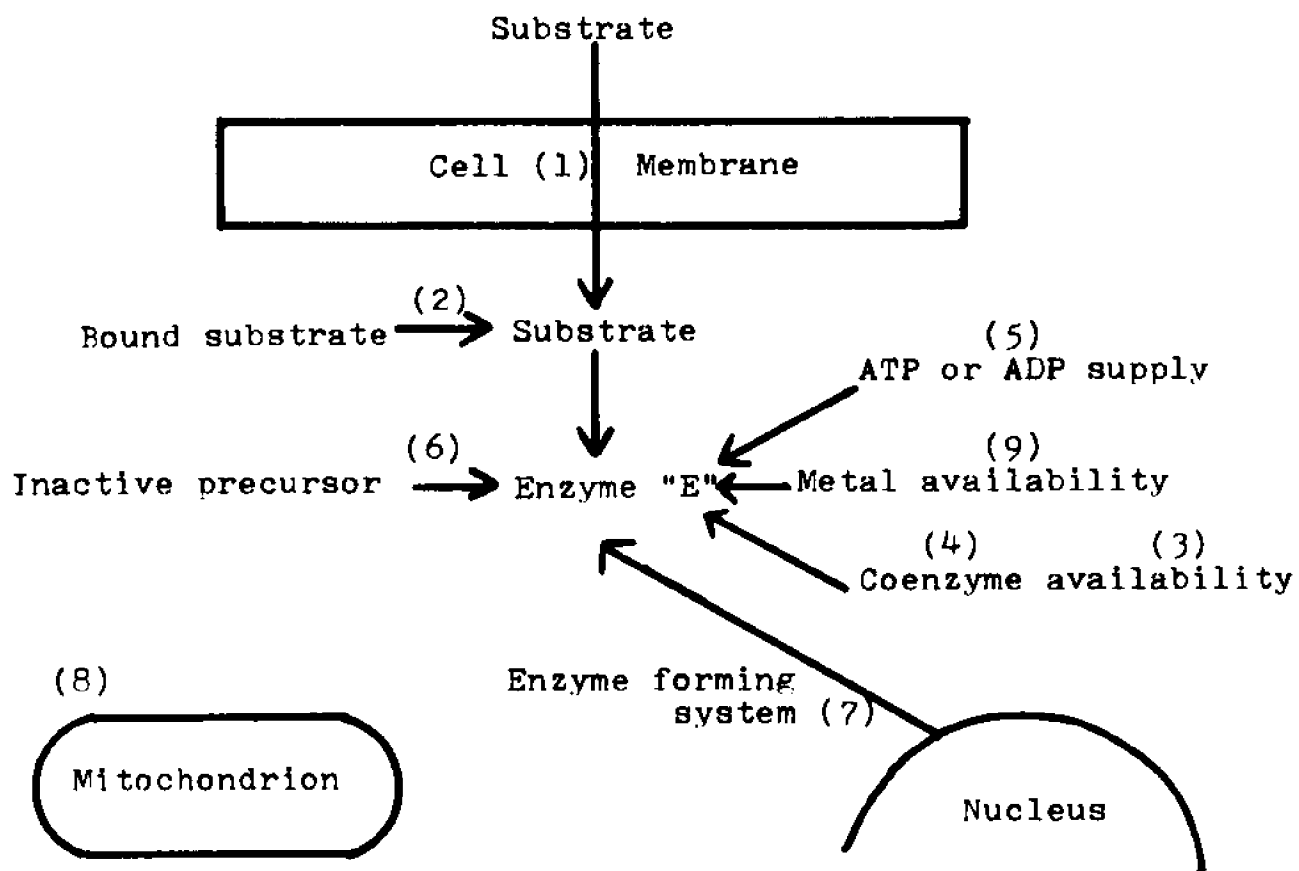 Substrate
Cell (1) Membrane
(2)
Bound substrate
Substrate
(5)
ATP or ADP supply
(6)
(9)
Inactive precursor
Enzyme "E"
Metal availability
(4) (3)
Coenzyme availability
(8)
Enzyme forming
system (7)
Mitochondrion
Nucleus